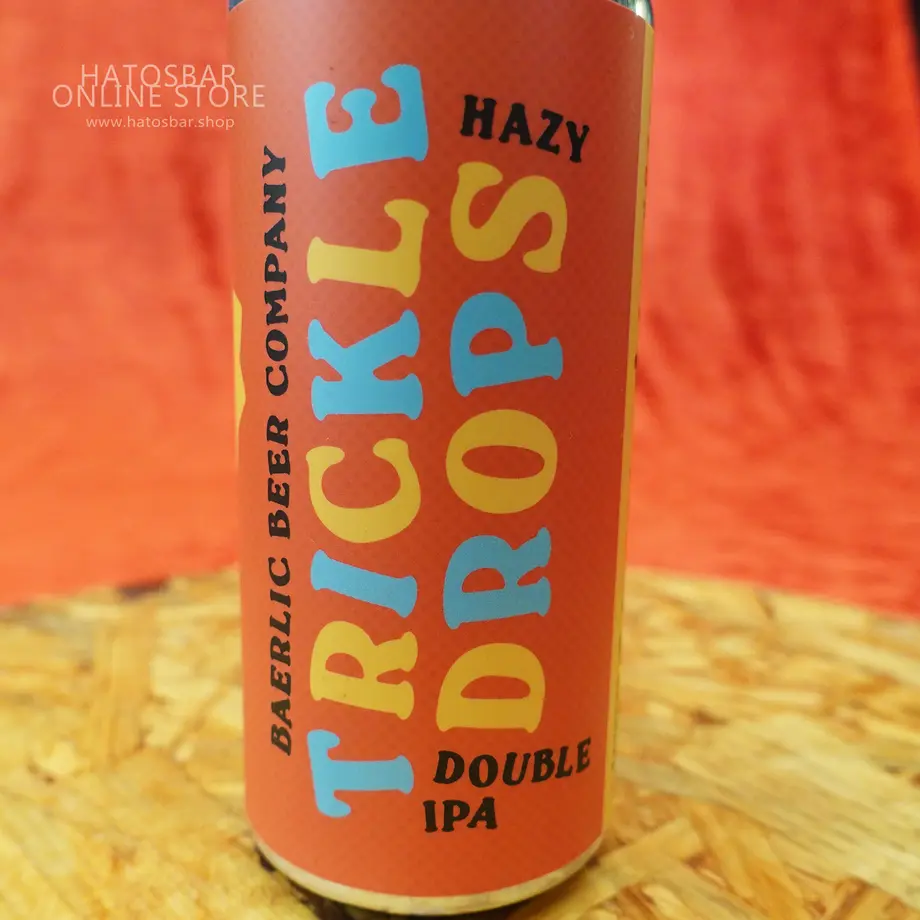 HATOSBAR
ONLINE STORE
www.hatosbar.shop
BAERLIC BEER COMPANY
TRICKLE
DROPS
HAZY
DOUBLE
IPA